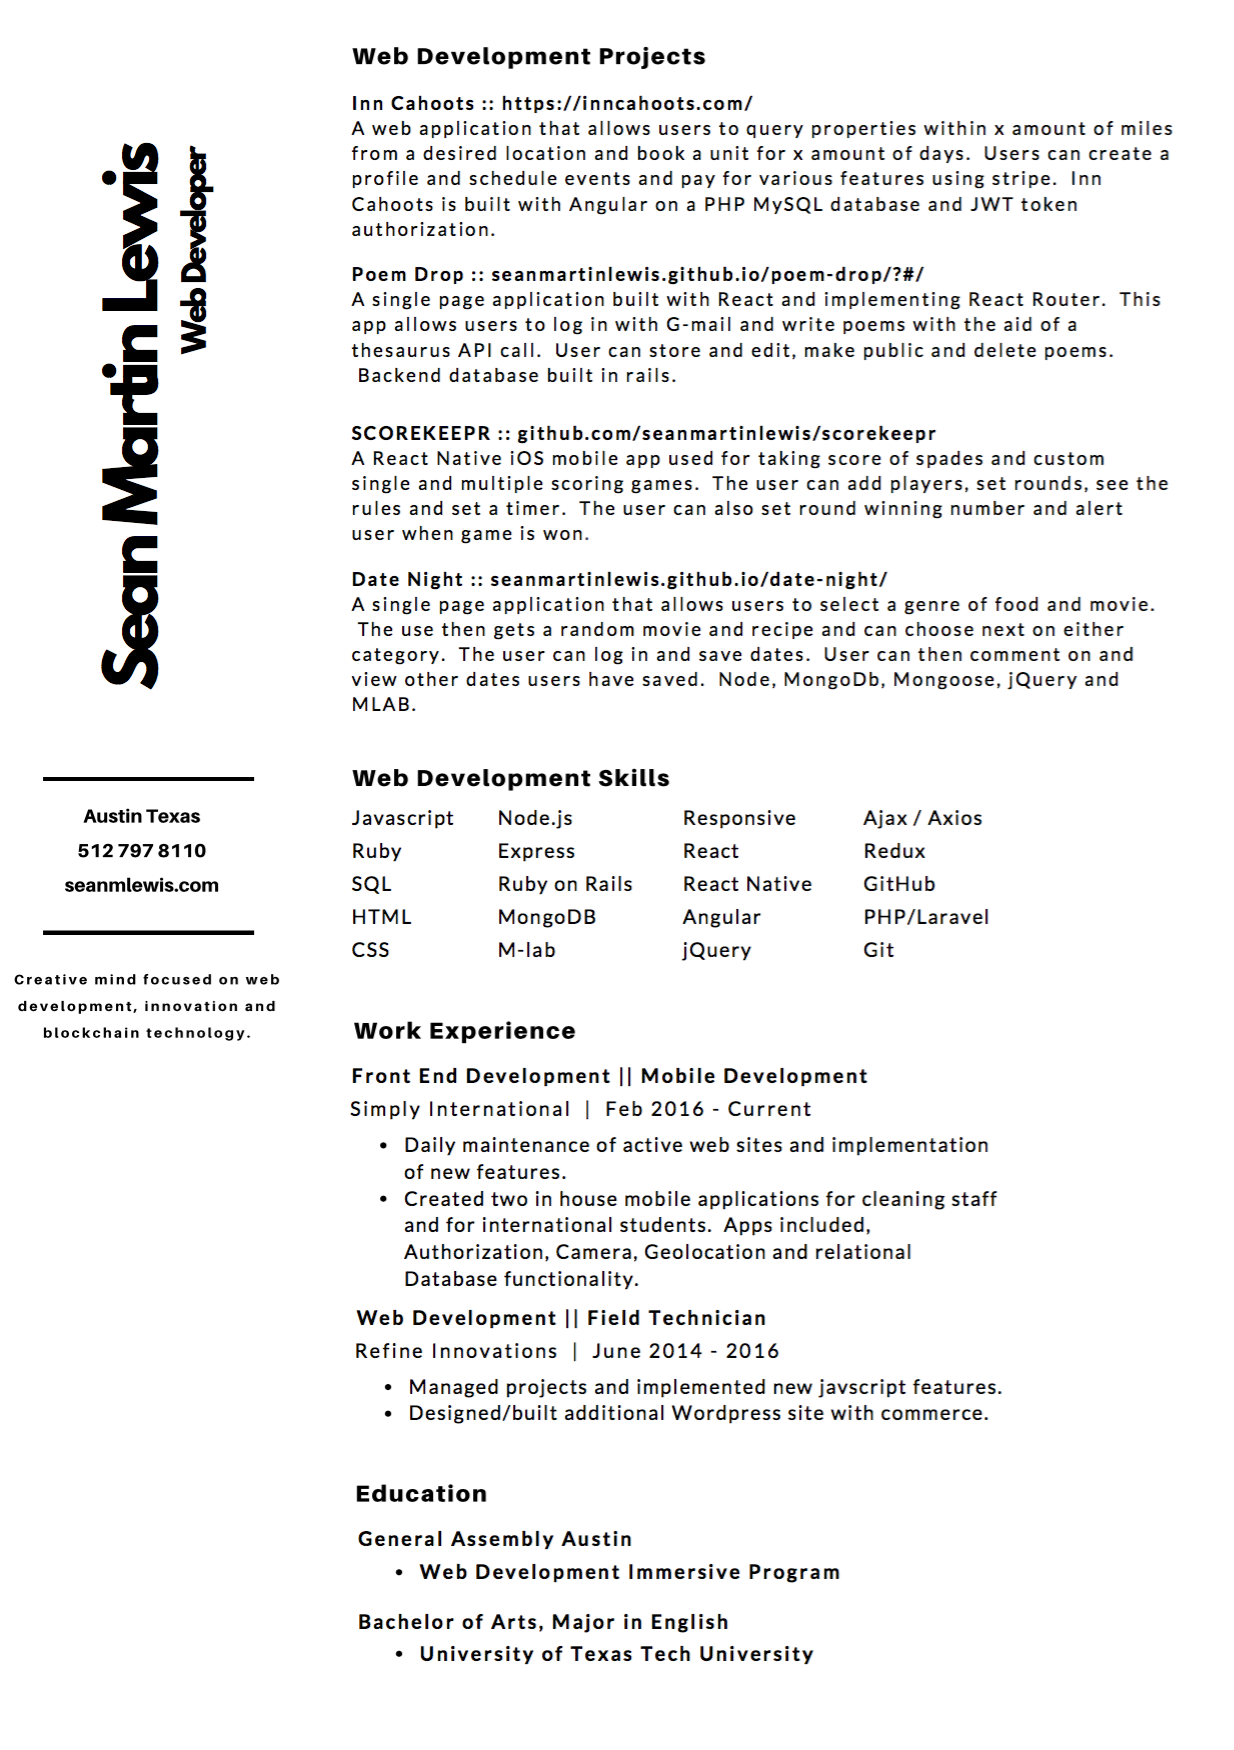 Sean Martin Lewis
Web Developer
Austin Texas
512 797 8110
seanmlewis.com
Creative mind focused on web
development, innovation and
blockchain technology.
Web Development Projects
Inn Cahoots :: https://inncahoots.com/
A web application that allows users to query properties within x amount of miles
from a desired location and book a unit for x amount of days.  Users can create a
profile and schedule events and pay for various features using stripe.  Inn
Cahoots is built with Angular on a PHP MySQL database and JWT token
authorization.
Poem Drop :: seanmartinlewis.github.io/poem-drop/?#/
A single page application built with React and implementing React Router.  This
app allows users to log in with G-mail and write poems with the aid of a
thesaurus API call.  User can store and edit, make public and delete poems.
Backend database built in rails.
SCOREKEEPR :: github.com/seanmartinlewis/scorekeepr
A React Native iOS mobile app used for taking score of spades and custom
single and multiple scoring games.  The user can add players, set rounds, see the
rules and set a timer.  The user can also set round winning number and alert
user when game is won.
Date Night :: seanmartinlewis.github.io/date-night/
A single page application that allows users to select a genre of food and movie.
The use then gets a random movie and recipe and can choose next on either
category.  The user can log in and save dates.  User can then comment on and
view other dates users have saved.  Node, MongoDb, Mongoose, jQuery and
MLAB.
Web Development Skills
Javascript Node.js Responsive Ajax / Axios
Ruby Express React Redux
SQL Ruby on Rails React Native GitHub
HTML MongoDB Angular PHP/Laravel
CSS M-lab jQuery Git
Work Experience
Front End Development || Mobile Development
Simply International | Feb 2016 - Current
• Daily maintenance of active web sites and implementation
of new features.
• Created two in house mobile applications for cleaning staff
and for international students.  Apps included,
Authorization, Camera, Geolocation and relational
Database functionality.
Web Development || Field Technician
Refine Innovations | June 2014 - 2016
• Managed projects and implemented new javscript features.
• Designed/built additional Wordpress site with commerce.
Education
General Assembly Austin
• Web Development Immersive Program
Bachelor of Arts, Major in English
• University of Texas Tech University